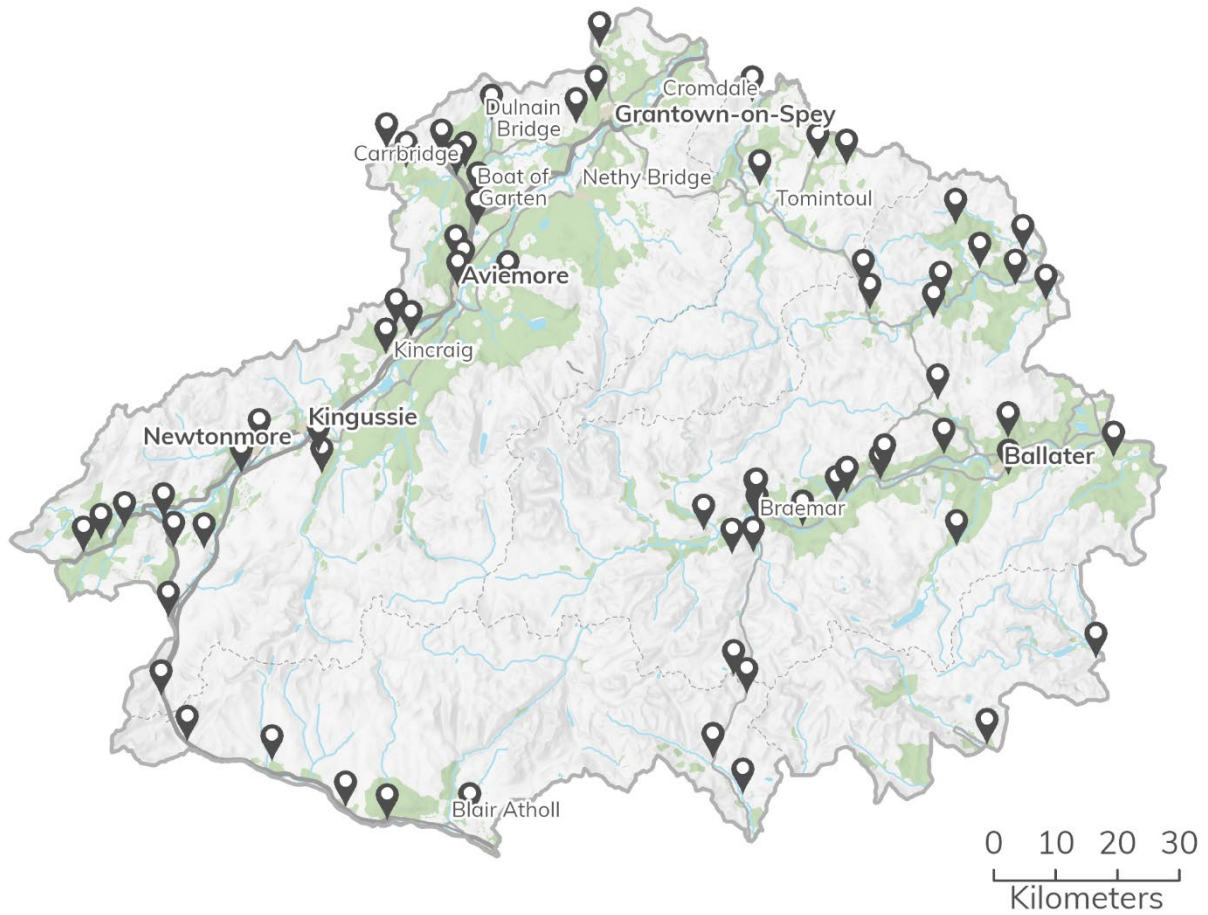 Cromdale
Dulnain
Bridge
Grantown-on-Spey
Carrbridge
Boat of
Garten
Nethy Bridge
Tomintoul
Aviemore
Kincraig
Kingussie
Newtonmore
Ballater
Braemar
Blair Atholl
0 10 20 30
Kilometers